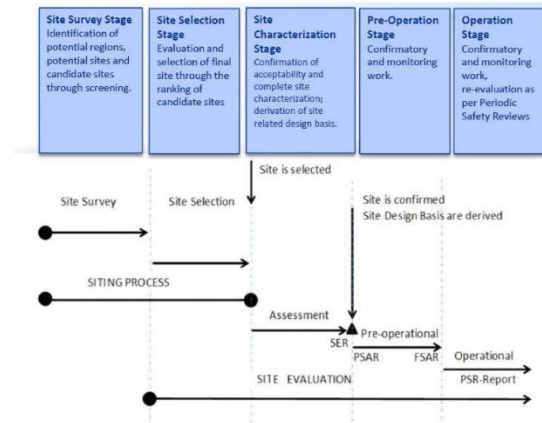 Site Survey Stage
Identification of
potential regions,
potential sites and
candidate sites
through screening.
Site Selection
Stage
Evaluation and
selection of final
site through the
ranking of
candidate sites
Site
Characterization
Stage
Confirmation of
acceptability and
complete site
characterization;
derivation of site
related design basis.
Pre-Operation
Stage
Confirmatory
and monitoring
work.
Operation
Stage
Confirmatory
and monitoring
work,
re-evaluation as
per Periodic
Safety Reviews
Site is selected
Site Survey
Site Selection
Site is confirmed
Site Design Basis are derived
SITING PROCESS
Assessment
SER
Pre-operational
PSAR
FSAR
Operational
PSR-Report
SITE EVALUATION